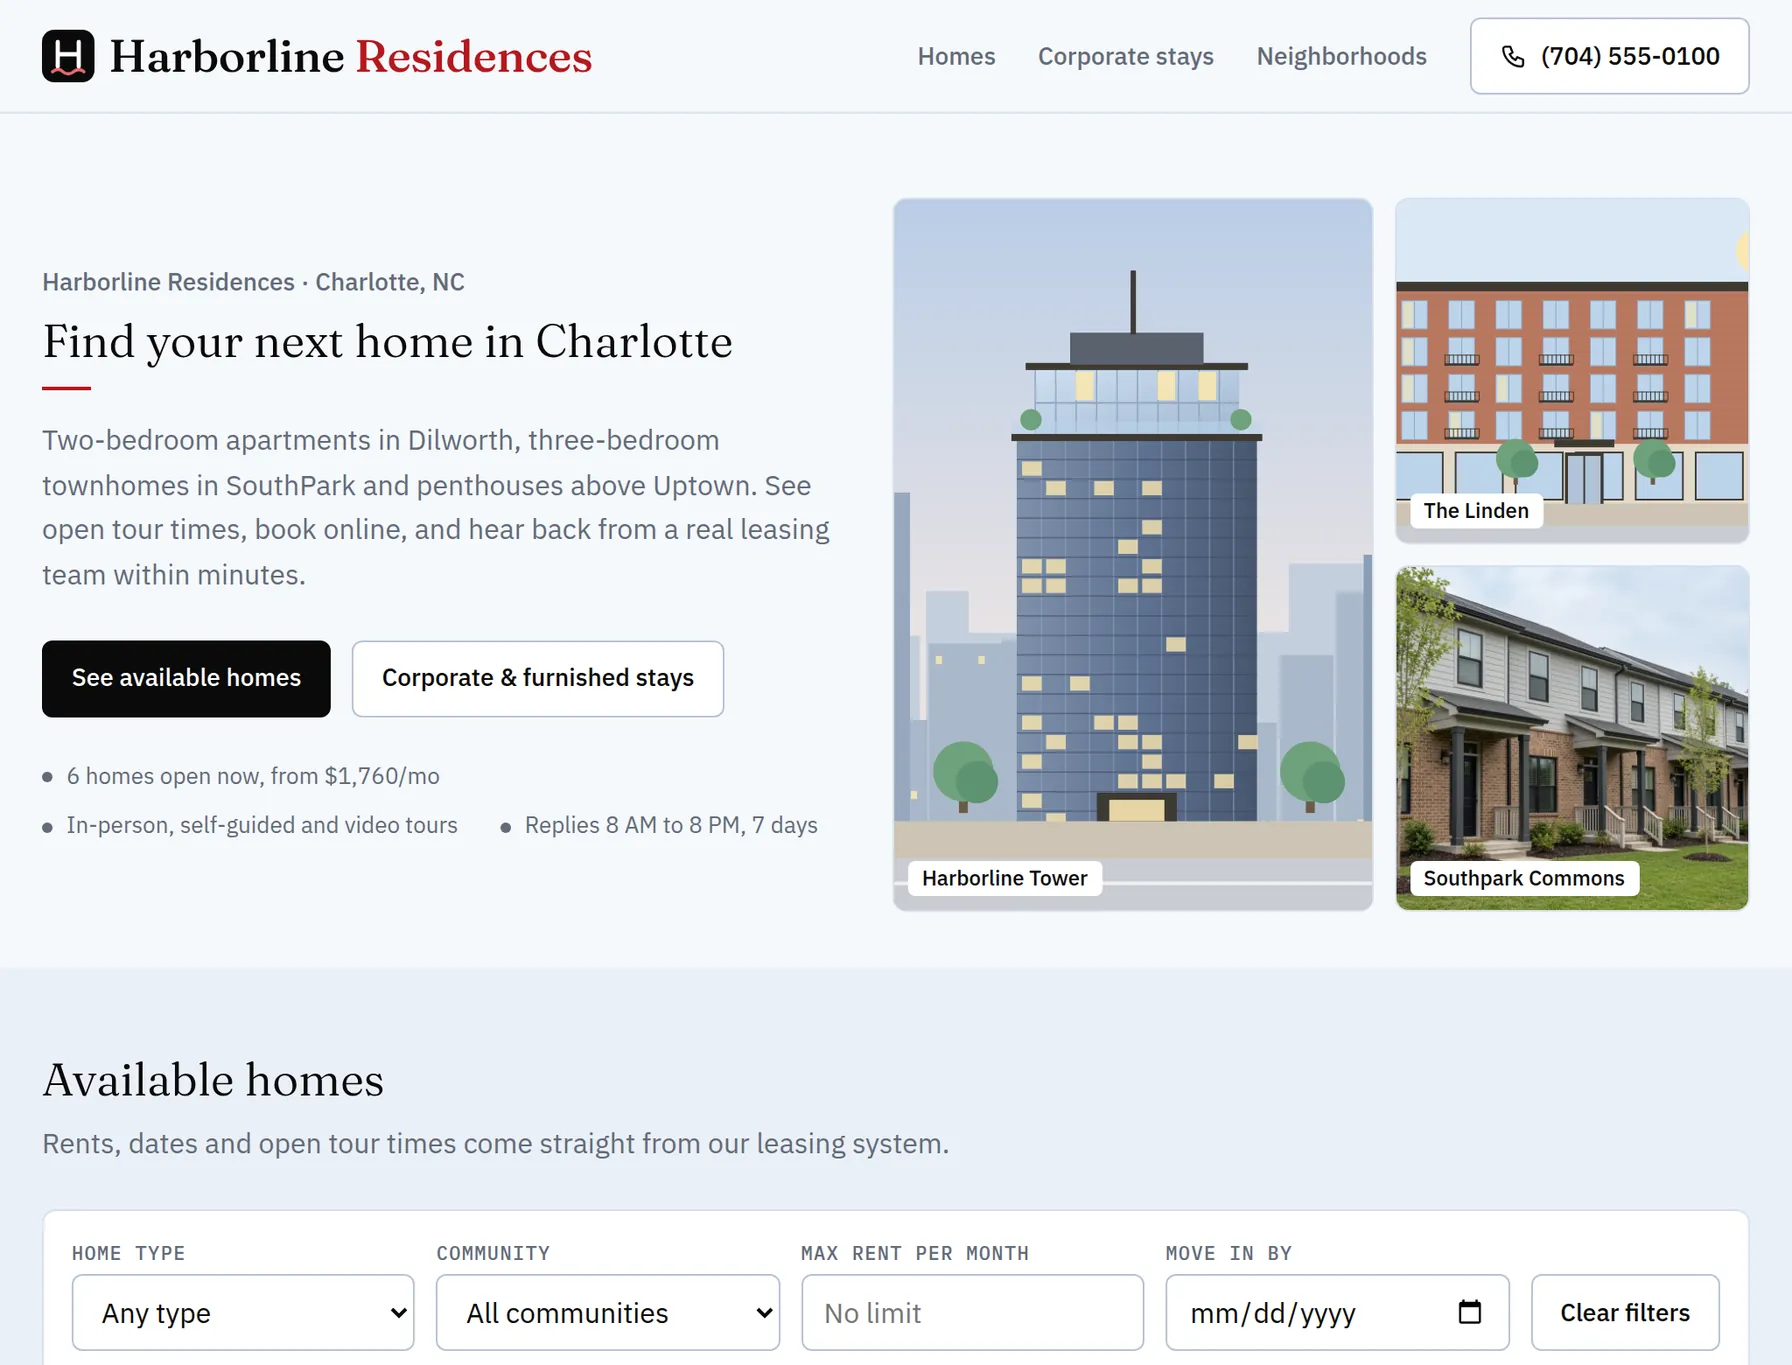 Harborline Residences
Homes
Corporate stays
Neighborhoods
(704) 555-0100
Harborline Residences · Charlotte, NC
Find your next home in Charlotte
Two-bedroom apartments in Dilworth, three-bedroom
townhomes in SouthPark and penthouses above Uptown. See
open tour times, book online, and hear back from a real leasing
team within minutes.
See available homes
Corporate & furnished stays
6 homes open now, from $1,760/mo
In-person, self-guided and video tours
Replies 8 AM to 8 PM, 7 days
Harborline Tower
The Linden
Southpark Commons
Available homes
Rents, dates and open tour times come straight from our leasing system.
HOME TYPE
Any type
COMMUNITY
All communities
MAX RENT PER MONTH
No limit
MOVE IN BY
mm/dd/yyyy
Clear filters